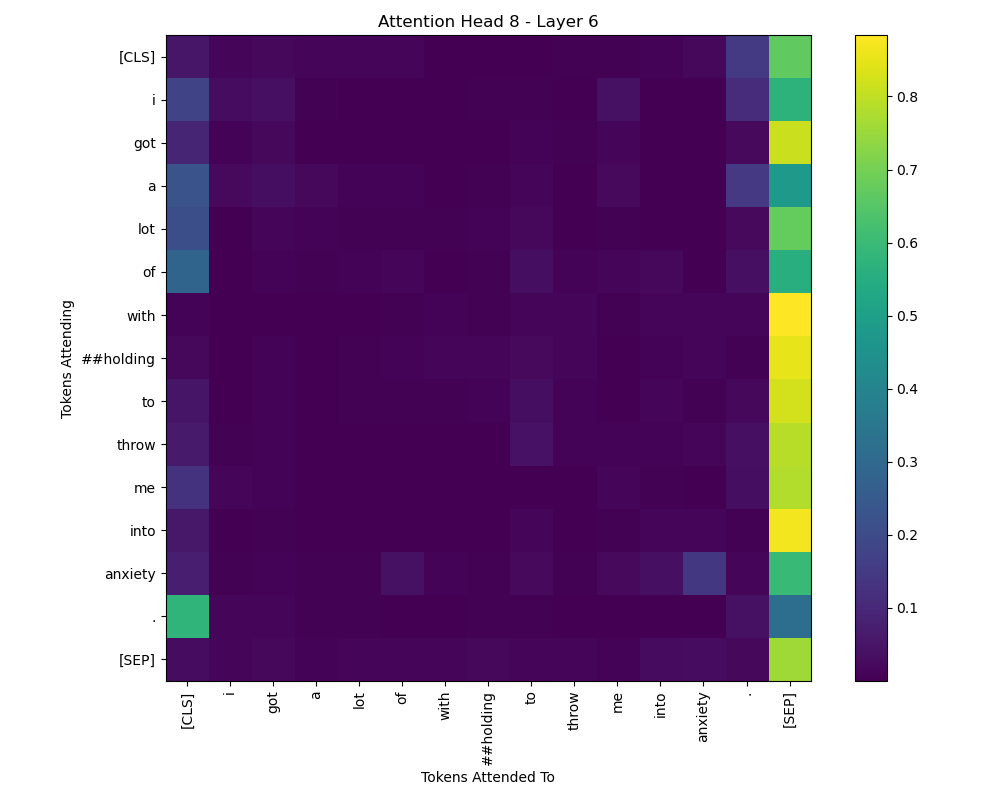 Attention Head 8 - Layer 6
[CLS]
i
got
a
lot
of
with
##holding
to
throw
me
into
anxiety
.
[SEP]
Tokens Attending
[CLS]
i
got
a
lot
of
with
##holding
to
throw
me
into
anxiety
.
[SEP]
Tokens Attended To
0.8
0.7
0.6
0.5
0.4
0.3
0.2
0.1